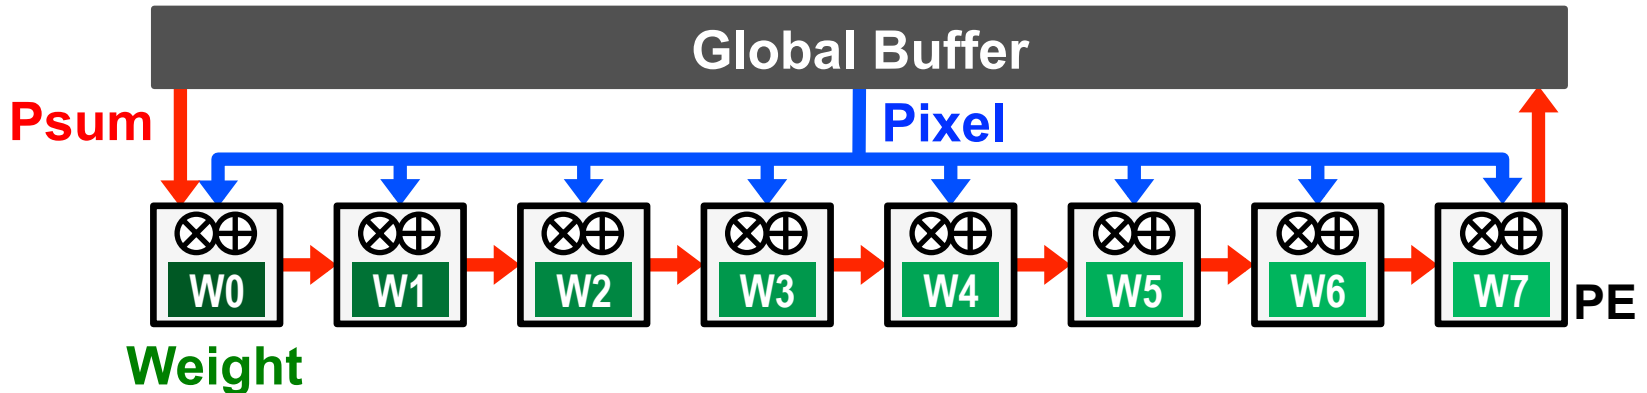 Global Buffer
Psum
Pixel
W0 W1 W2 W3 W4 W5 W6 W7
PE
Weight